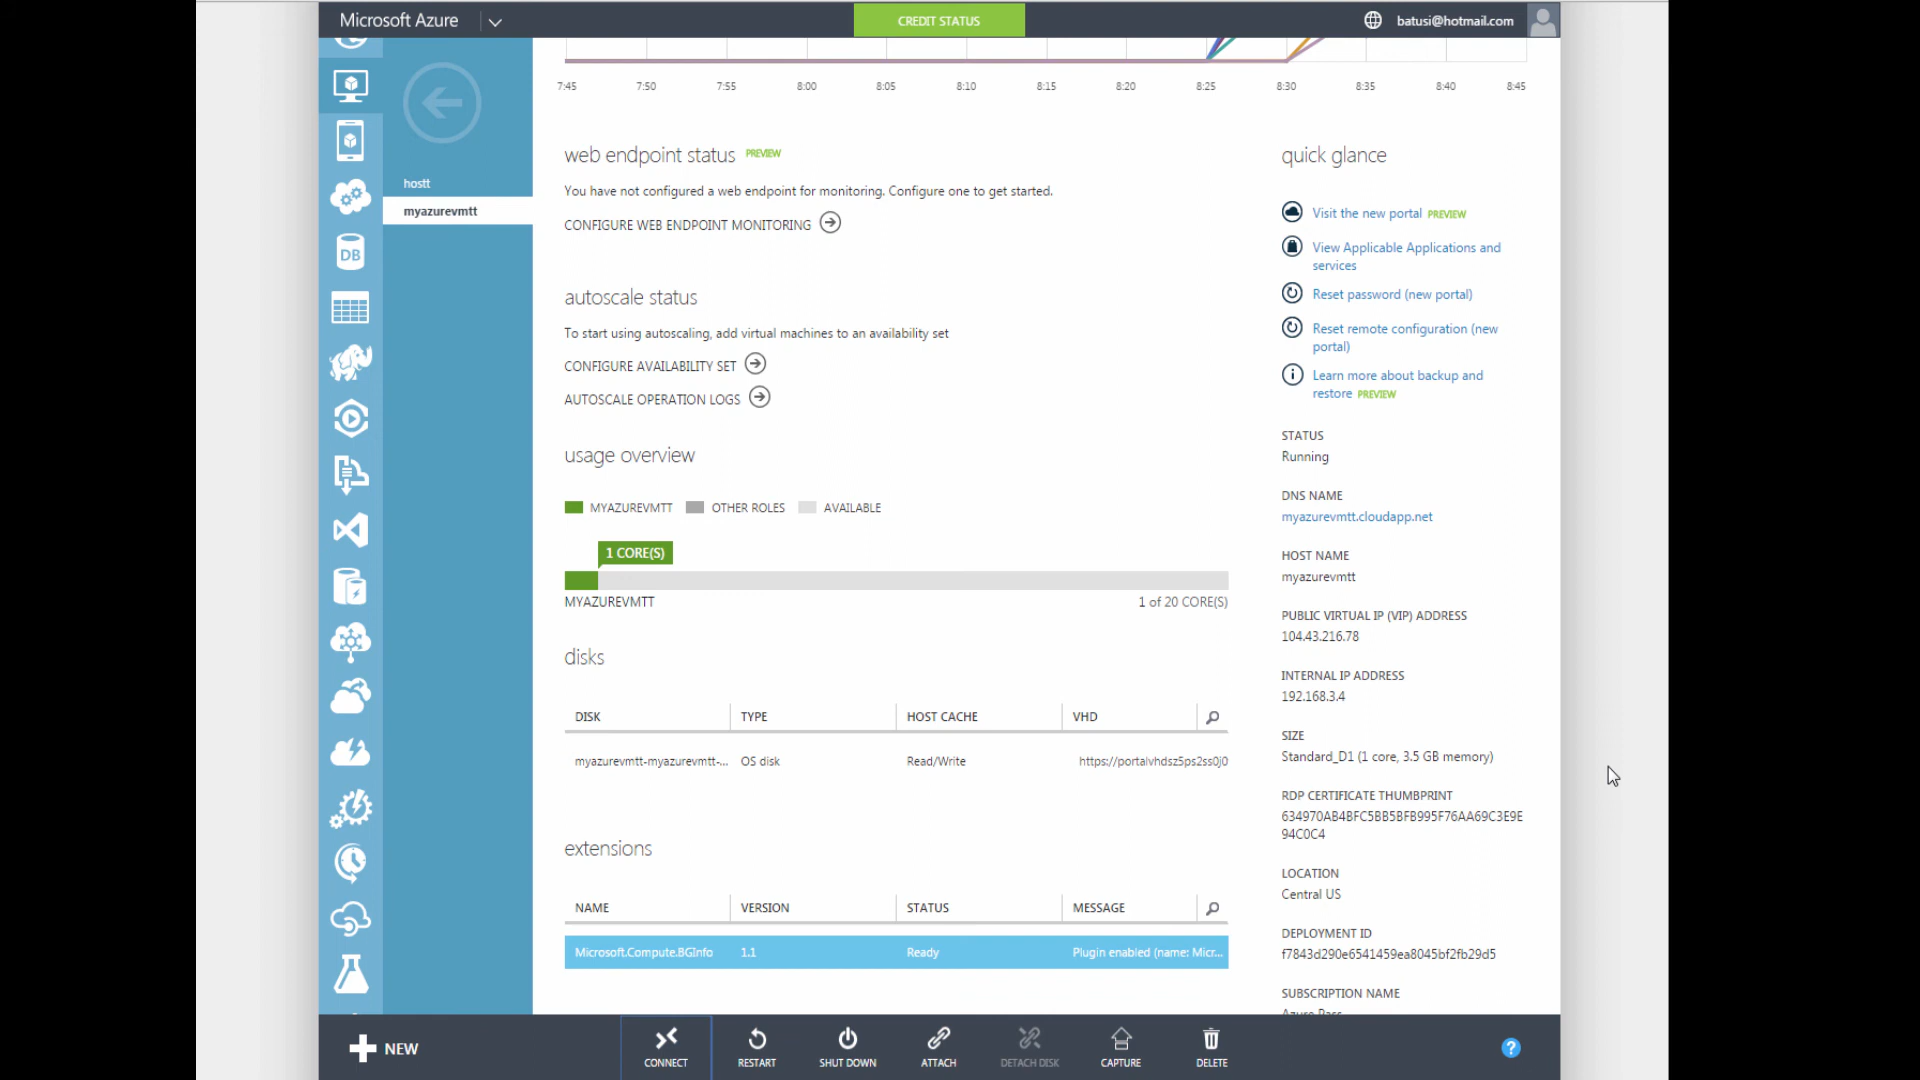 Microsoft Azure
CREDIT STATUS
batusi@hotmail.com
7:45 7:50 7:55 8:00 8:05 8:10 8:15 8:20 8:25 8:30 8:35 8:40 8:45
hostt
myazurevmtt
DB
web endpoint status PREVIEW
You have not configured a web endpoint for monitoring. Configure one to get started.
CONFIGURE WEB ENDPOINT MONITORING
autoscale status
To start using autoscaling, add virtual machines to an availability set
CONFIGURE AVAILABILITY SET
AUTOSCALE OPERATION LOGS
usage overview
MYAZUREVMTT OTHER ROLES AVAILABLE
1 CORE(S)
MYAZUREVMTT 1 of 20 CORE(S)
disks
DISK TYPE HOST CACHE VHD
myazurevmtt-myazurevmtt-... OS disk Read/Write https://portalvhdsz5ps2ss0j0
extensions
NAME VERSION STATUS MESSAGE
Microsoft.Compute.BGInfo 1.1 Ready Plugin enabled (name: Micr...
quick glance
Visit the new portal PREVIEW
View Applicable Applications and
services
Reset password (new portal)
Reset remote configuration (new
portal)
Learn more about backup and
restore PREVIEW
STATUS
Running
DNS NAME
myazurevmtt.cloudapp.net
HOST NAME
myazurevmtt
PUBLIC VIRTUAL IP (VIP) ADDRESS
104.43.216.78
INTERNAL IP ADDRESS
192.168.3.4
SIZE
Standard_D1 (1 core, 3.5 GB memory)
RDP CERTIFICATE THUMBPRINT
634970AB4BFC5BB5BFB995F76AA69C3E9E
94C0C4
LOCATION
Central US
DEPLOYMENT ID
f7843d290e6541459ea8045bf2fb29d5
SUBSCRIPTION NAME
Azure Pass
NEW
CONNECT RESTART SHUT DOWN ATTACH DETACH DISK CAPTURE DELETE
?